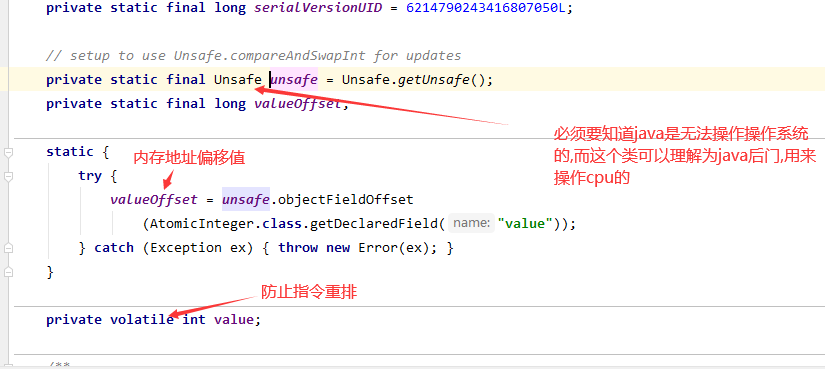 private static final long serialVersionUID = 6214790243416807050L;
// setup to use Unsafe.compareAndSwapInt for updates
private static final Unsafe unsafe = Unsafe.getUnsafe();
private static final long valueOffset;
必须要知道java是无法操作操作系统
的,而这个类可以理解为java后门,用来
操作cpu的
static {
内存地址偏移值
try {
valueOffset = unsafe.objectFieldOffset
(AtomicInteger.class.getDeclaredField( name: "value"));
} catch (Exception ex) { throw new Error(ex); }
}
防止指令重排
private volatile int value;
/**